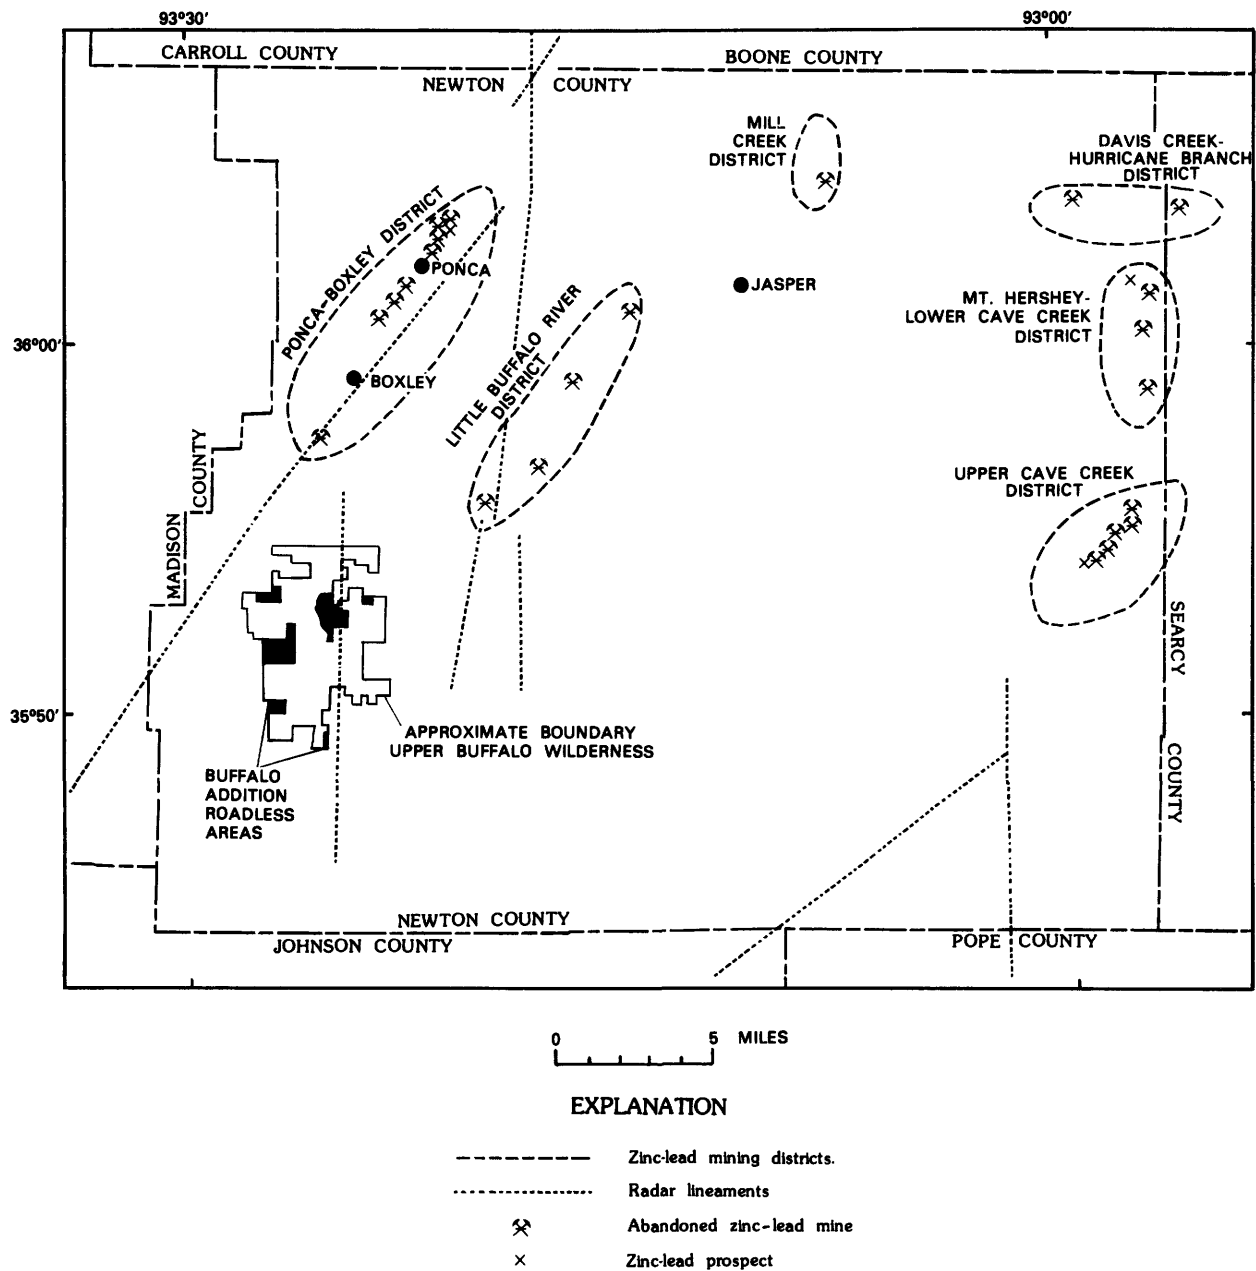 93°30'
93°00'
CARROLL COUNTY
BOONE COUNTY
NEWTON COUNTY
MILL
CREEK
DISTRICT
DAVIS CREEK-
HURRICANE BRANCH
DISTRICT
PONCA-BOXLEY DISTRICT
PONCA
JASPER
MT. HERSHEY-
LOWER CAVE CREEK
DISTRICT
36°00'
BOXLEY
LITTLE BUFFALO RIVER
DISTRICT
MADISON COUNTY
UPPER CAVE CREEK
DISTRICT
SEARCY COUNTY
35°50'
APPROXIMATE BOUNDARY
UPPER BUFFALO WILDERNESS
BUFFALO
ADDITION
ROADLESS
AREAS
NEWTON COUNTY
JOHNSON COUNTY
POPE COUNTY
0 5 MILES
EXPLANATION
Zinc-lead mining districts.
Radar lineaments
Abandoned zinc-lead mine
Zinc-lead prospect